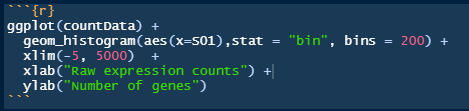 ```{r}
ggplot(countData) +
  geom_histogram(aes(x=S01),stat = "bin", bins = 200) +
  xlim(-5, 5000)  +
  xlab("Raw expression counts") +
  ylab("Number of genes")
```